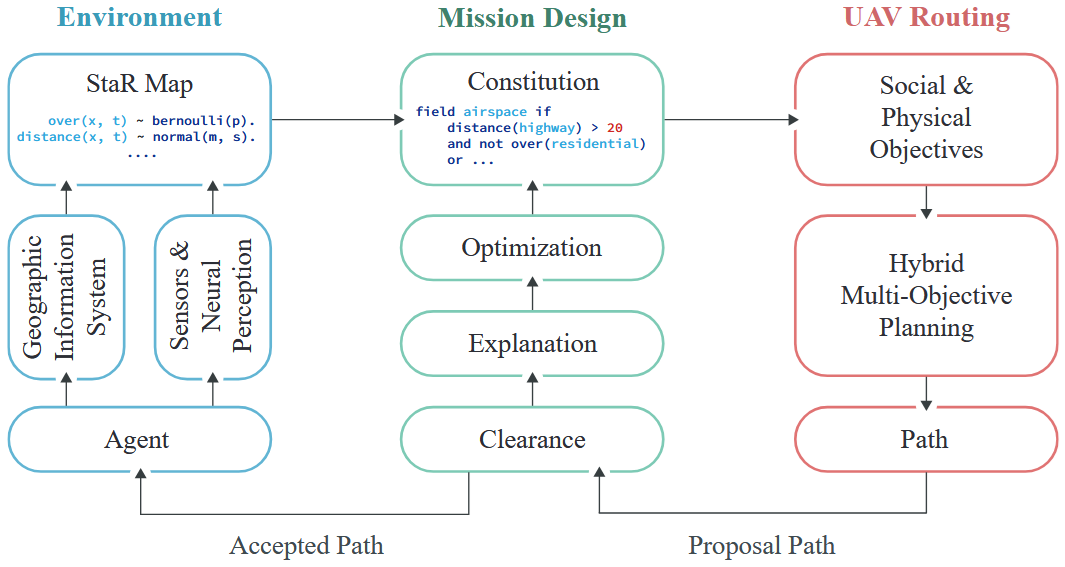 Environment
Mission Design
UAV Routing
StaR Map
over(x, t) ~ bernoulli(p).
distance(x, t) ~ normal(m, s).
....
Constitution
field airspace if
distance(highway) > 20
and not over(residential)
or ...
Social &
Physical
Objectives
Geographic
Information
System
Sensors &
Neural
Perception
Optimization
Explanation
Hybrid
Multi-Objective
Planning
Agent
Clearance
Path
Accepted Path
Proposal Path